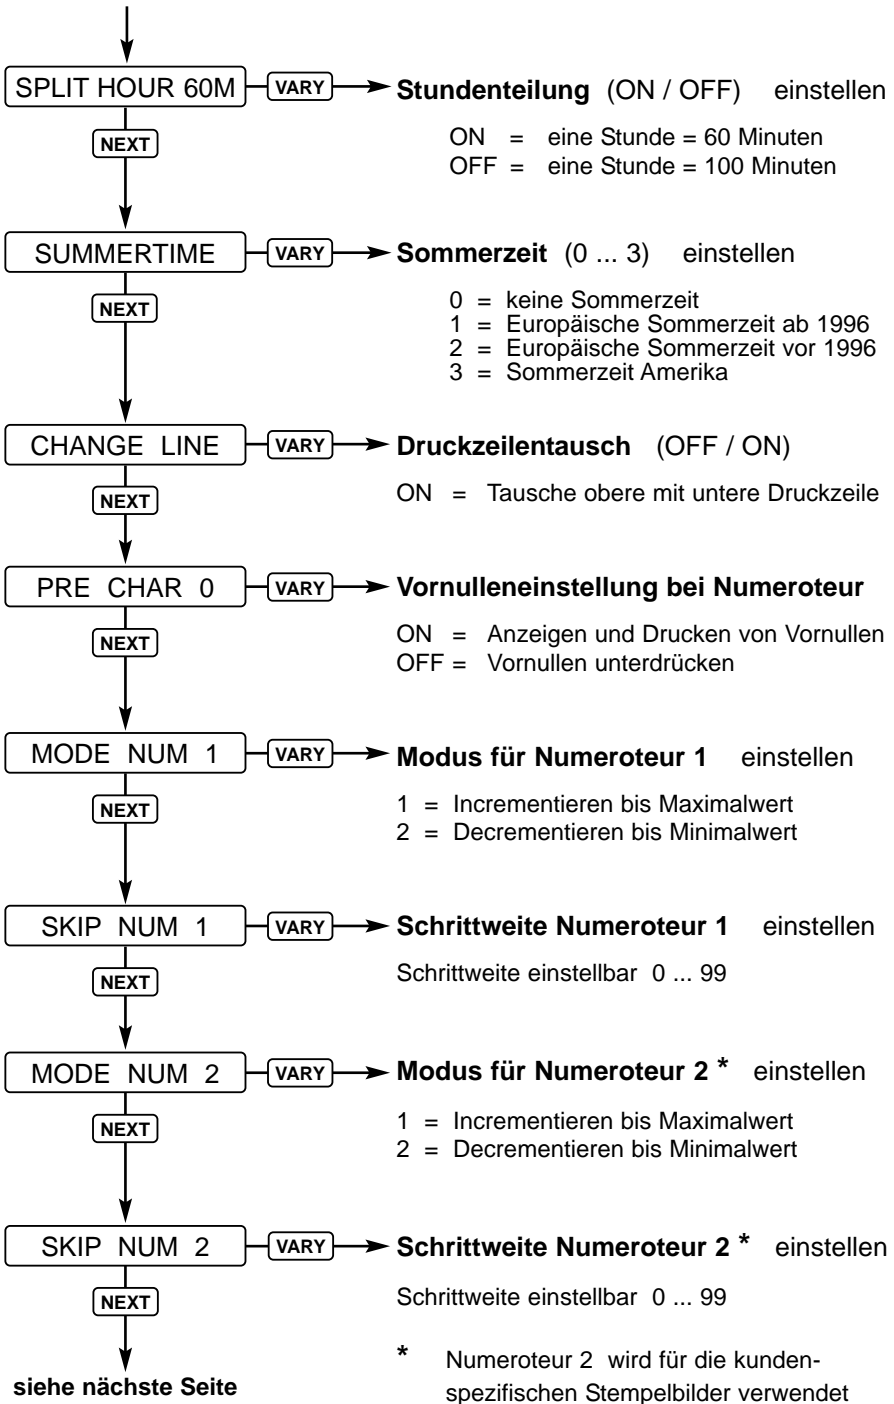 SPLIT HOUR 60M VARY Stundenteilung (ON / OFF) einstellen
NEXT
ON = eine Stunde = 60 Minuten
OFF = eine Stunde = 100 Minuten
SUMMERTIME VARY Sommerzeit (0 ... 3) einstellen
NEXT
0 = keine Sommerzeit
1 = Europäische Sommerzeit ab 1996
2 = Europäische Sommerzeit vor 1996
3 = Sommerzeit Amerika
CHANGE LINE VARY Druckzeilentausch (OFF / ON)
NEXT
ON = Tausche obere mit untere Druckzeile
PRE CHAR 0 VARY Vornulleneinstellung bei Numeroteur
NEXT
ON = Anzeigen und Drucken von Vornullen
OFF = Vornullen unterdrücken
MODE NUM 1 VARY Modus für Numeroteur 1 einstellen
NEXT
1 = Incrementieren bis Maximalwert
2 = Decrementieren bis Minimalwert
SKIP NUM 1 VARY Schrittweite Numeroteur 1 einstellen
NEXT
Schrittweite einstellbar 0 ... 99
MODE NUM 2 VARY Modus für Numeroteur 2 * einstellen
NEXT
1 = Incrementieren bis Maximalwert
2 = Decrementieren bis Minimalwert
SKIP NUM 2 VARY Schrittweite Numeroteur 2 * einstellen
NEXT
Schrittweite einstellbar 0 ... 99
siehe nächste Seite
* Numeroteur 2 wird für die kunden-
spezifischen Stempelbilder verwendet